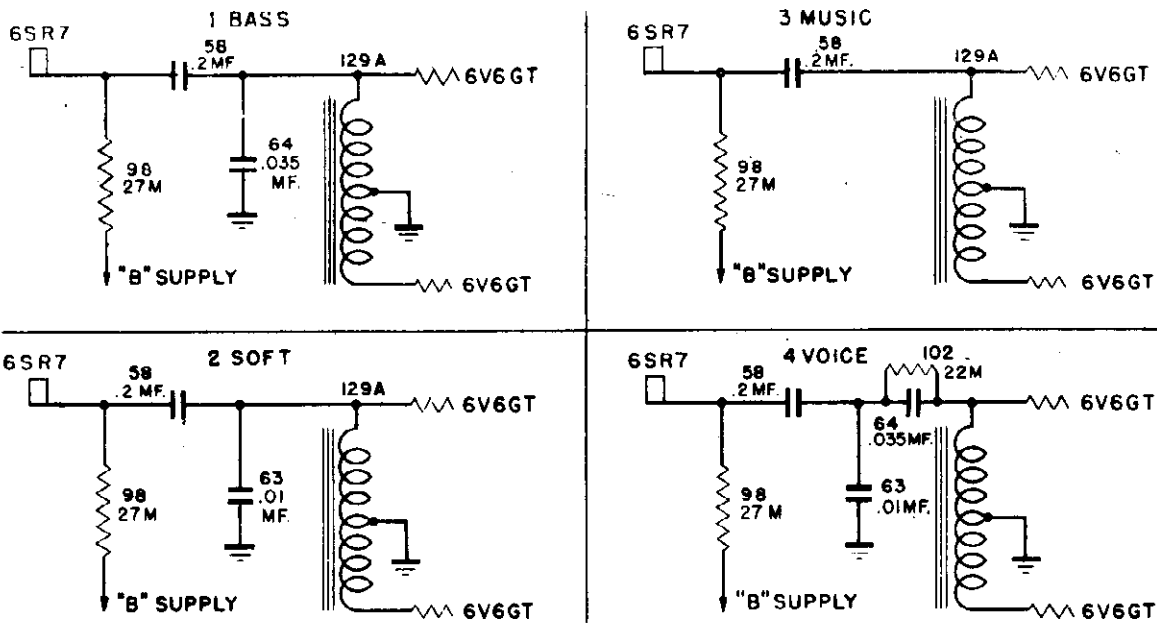 1 BASS
6SR7
58
.2MF
129A
6V6GT
64
.035
MF.
98
27M
"B" SUPPLY
6V6GT
3 MUSIC
6SR7
58
.2MF.
129A
6V6GT
98
27M
"B" SUPPLY
6V6GT
2 SOFT
6SR7
58
.2 MF.
129A
6V6GT
63
.01
MF.
98
27M
"B" SUPPLY
6V6GT
4 VOICE
6SR7
58
.2MF.
102
22M
6V6GT
64
.035MF.
63
.01MF.
98
27M
"B" SUPPLY
6V6GT